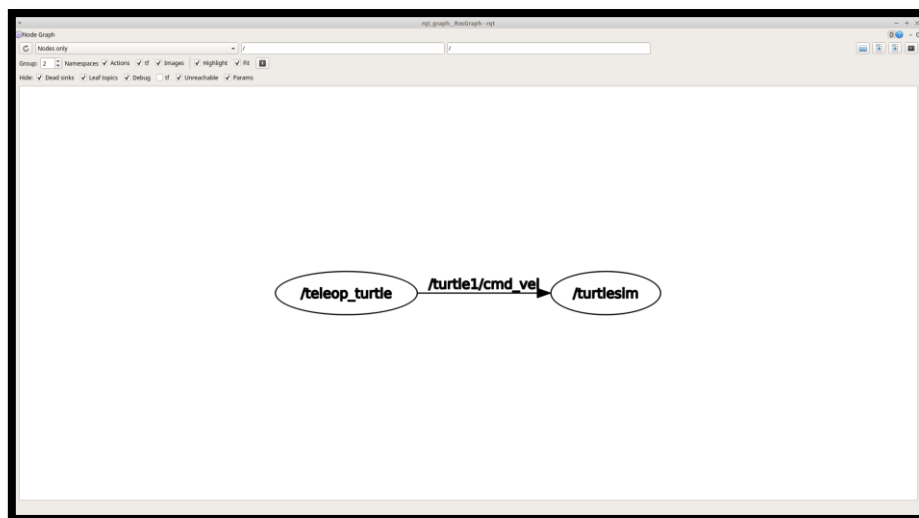 rqt_graph__RosGraph - rqt
Node Graph
D
Nodes only / /
Group: 2 Namespaces Actions tf Images Highlight Fit
Hide: Dead sinks Leaf topics Debug tf Unreachable Params
/teleop_turtle /turtle1/cmd_vel /turtlesim